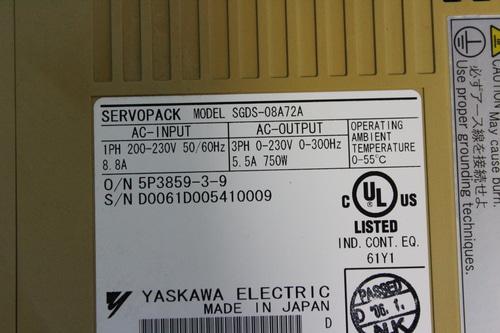 SERVOPACK MODEL SGDS-08A72A
AC-INPUT AC-OUTPUT OPERATING AMBIENT TEMPERATURE 0-55℃
1PH 200-230V 50/60Hz 3PH 0-230V 0-300Hz
8.8A 5.5A 750W
O/N 5P3859-3-9
S/N D0061D005410009
C UL US
LISTED
IND. CONT. EQ.
61Y1
YASKAWA ELECTRIC
MADE IN JAPAN
D
PASSED
CAUTION
May cause burn.
必ずアース線を接続せよ
Use proper grounding techniques.